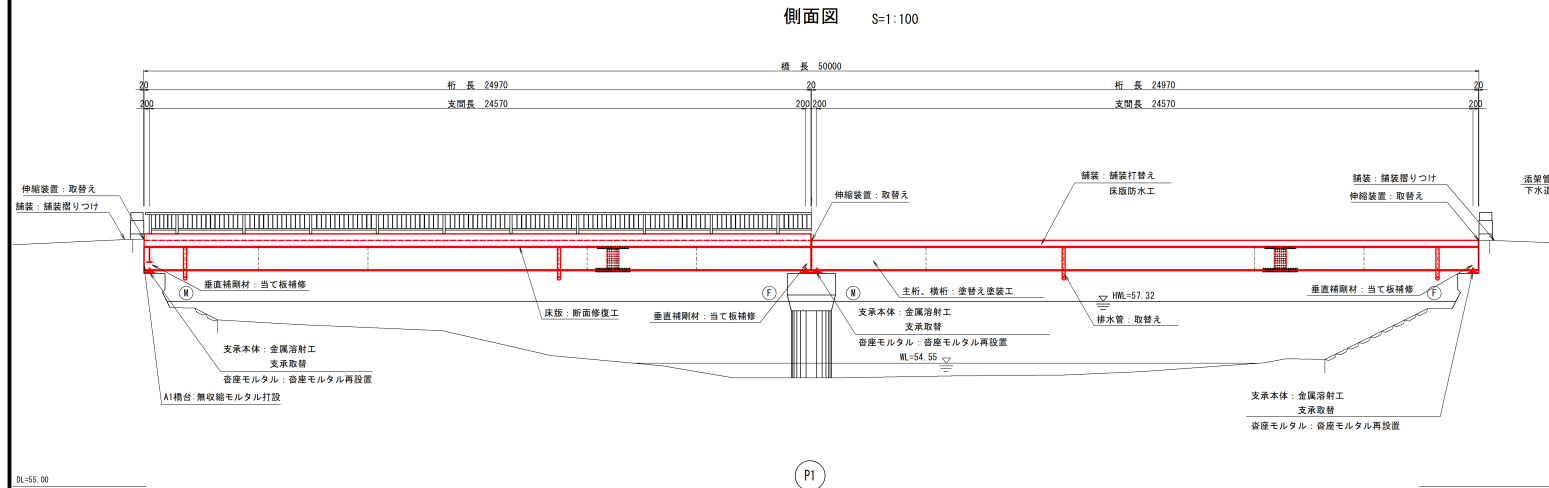 側面図 S=1:100
橋 長 50000
20 桁 長 24970 20 桁 長 24970 20
200 支間長 24570 200 200 支間長 24570 200
伸縮装置：取替え
舗装：舗装摺りつけ
伸縮装置：取替え
舗装：舗装打替え
床版防水工
舗装：舗装摺りつけ
伸縮装置：取替え
添架管
下水道
垂直補剛材：当て板補修
M
床版：断面修復工
F
M
垂直補剛材：当て板補修
主桁、横桁：塗替え塗装工
HWL=57.32
排水管：取替え
垂直補剛材：当て板補修
F
支承本体：金属溶射工
支承取替
沓座モルタル：沓座モルタル再設置
WL=54.55
支承本体：金属溶射工
支承取替
沓座モルタル：沓座モルタル再設置
A1橋台:無収縮モルタル打設
支承本体：金属溶射工
支承取替
沓座モルタル：沓座モルタル再設置
P1
DL=55.00